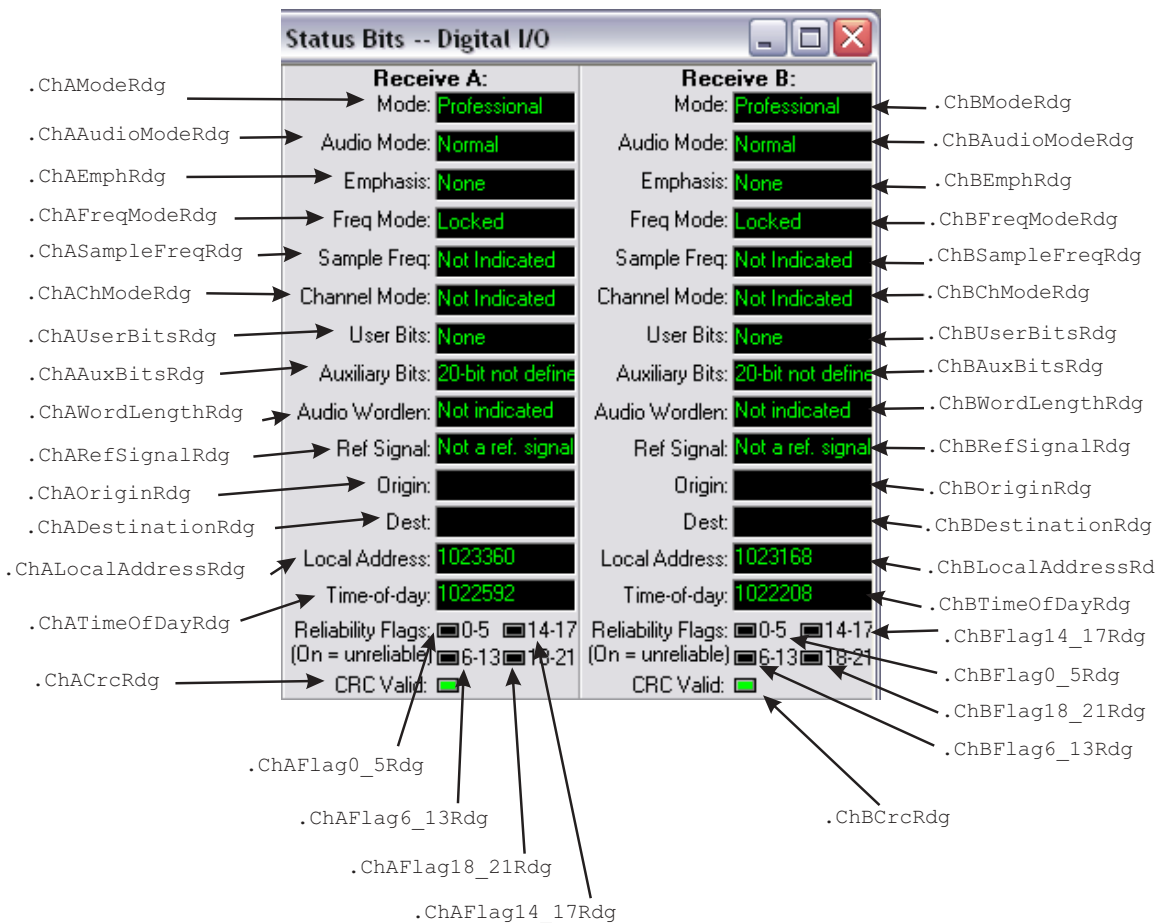 Status Bits -- Digital I/O
Receive A:
Receive B:
.ChAModeRdg
Mode: Professional
Mode: Professional
.ChBModeRdg
.ChAAudioModeRdg
Audio Mode: Normal
Audio Mode: Normal
.ChBAudioModeRdg
.ChAEmphRdg
Emphasis: None
Emphasis: None
.ChBEmphRdg
.ChAFreqModeRdg
Freq Mode: Locked
Freq Mode: Locked
.ChBFreqModeRdg
.ChASampleFreqRdg
Sample Freq: Not Indicated
Sample Freq: Not Indicated
.ChBSampleFreqRdg
.ChAChModeRdg
Channel Mode: Not Indicated
Channel Mode: Not Indicated
.ChBChModeRdg
.ChAUserBitsRdg
User Bits: None
User Bits: None
.ChBUserBitsRdg
.ChAAuxBitsRdg
Auxiliary Bits: 20-bit not define
Auxiliary Bits: 20-bit not define
.ChBAuxBitsRdg
.ChAWordLengthRdg
Audio Wordlen: Not indicated
Audio Wordlen: Not indicated
.ChBWordLengthRdg
.ChARefSignalRdg
Ref Signal: Not a ref. signal
Ref Signal: Not a ref. signal
.ChBRefSignalRdg
.ChAOriginRdg
Origin:
Origin:
.ChBOriginRdg
.ChADestinationRdg
Dest:
Dest:
.ChBDestinationRdg
.ChALocalAddressRdg
Local Address: 1023360
Local Address: 1023168
.ChBLocalAddressRd
.ChATimeOfDayRdg
Time-of-day: 1022592
Time-of-day: 1022208
.ChBTimeOfDayRdg
Reliability Flags: 0-5 14-17
Reliability Flags: 0-5 14-17
.ChBFlag14_17Rdg
(On = unreliable) 6-13 18-21
(On = unreliable) 6-13 18-21
.ChBFlag0_5Rdg
.ChACrcRdg
CRC Valid:
CRC Valid:
.ChBFlag18_21Rdg
.ChBFlag6_13Rdg
.ChAFlag0_5Rdg
.ChAFlag6_13Rdg
.ChBCrcRdg
.ChAFlag18_21Rdg
.ChAFlag14_17Rdg